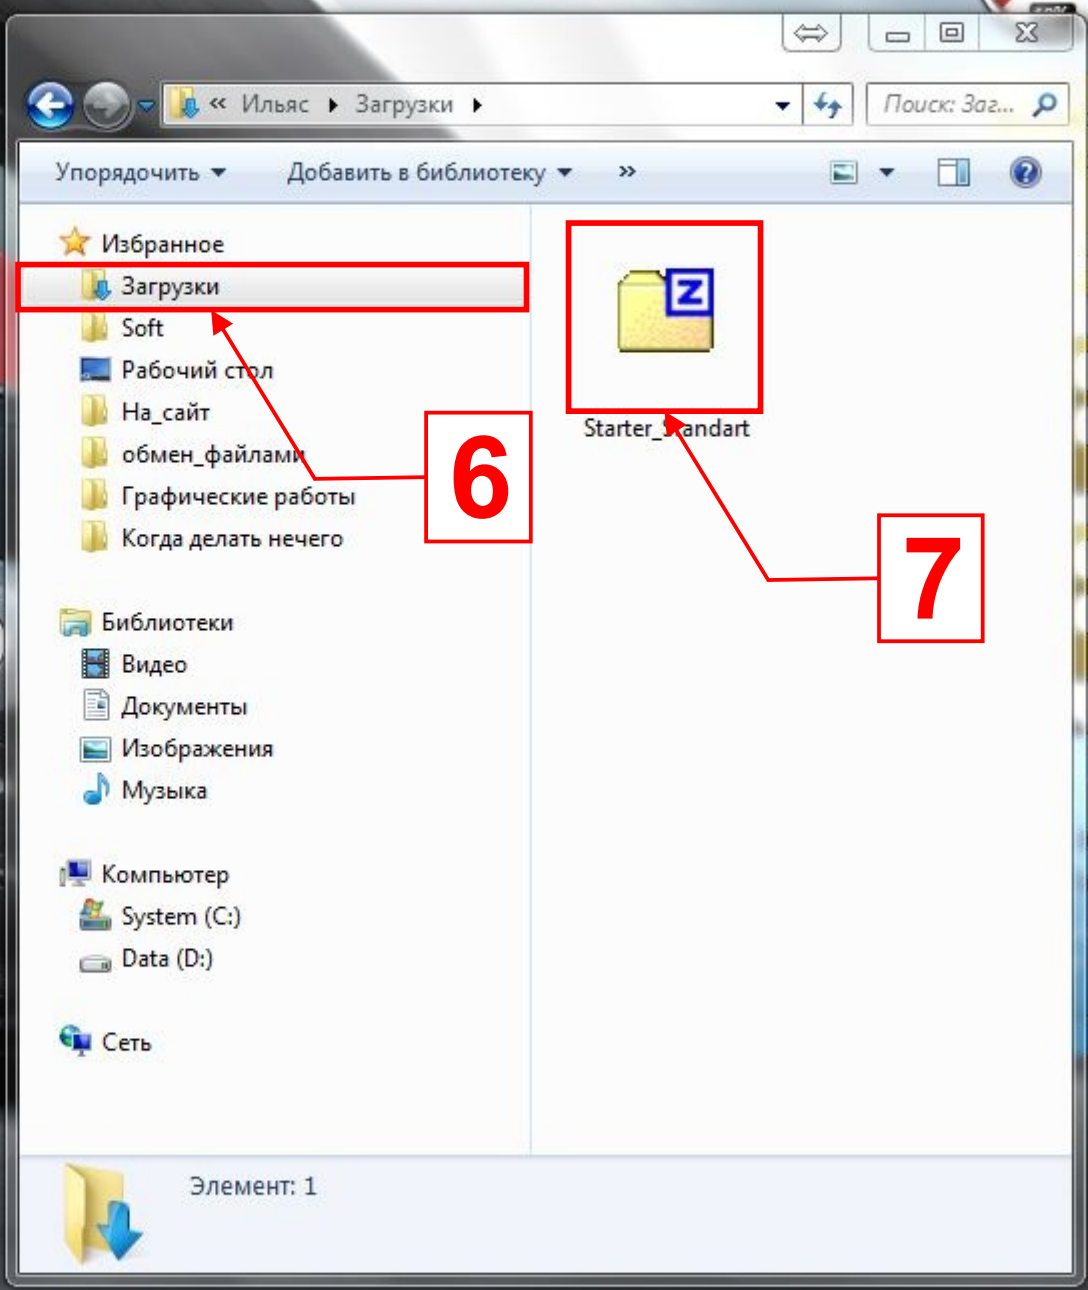 « Ильяс Загрузки
Поиск: Заг...
Упорядочить Добавить в библиотеку »
Избранное
Загрузки
Soft
Рабочий стол
На_сайт
обмен_файлами
Графические работы
Когда делать нечего
Библиотеки
Видео
Документы
Изображения
Музыка
Компьютер
System (C:)
Data (D:)
Сеть
Z
Starter_Standart
6
7
Элемент: 1